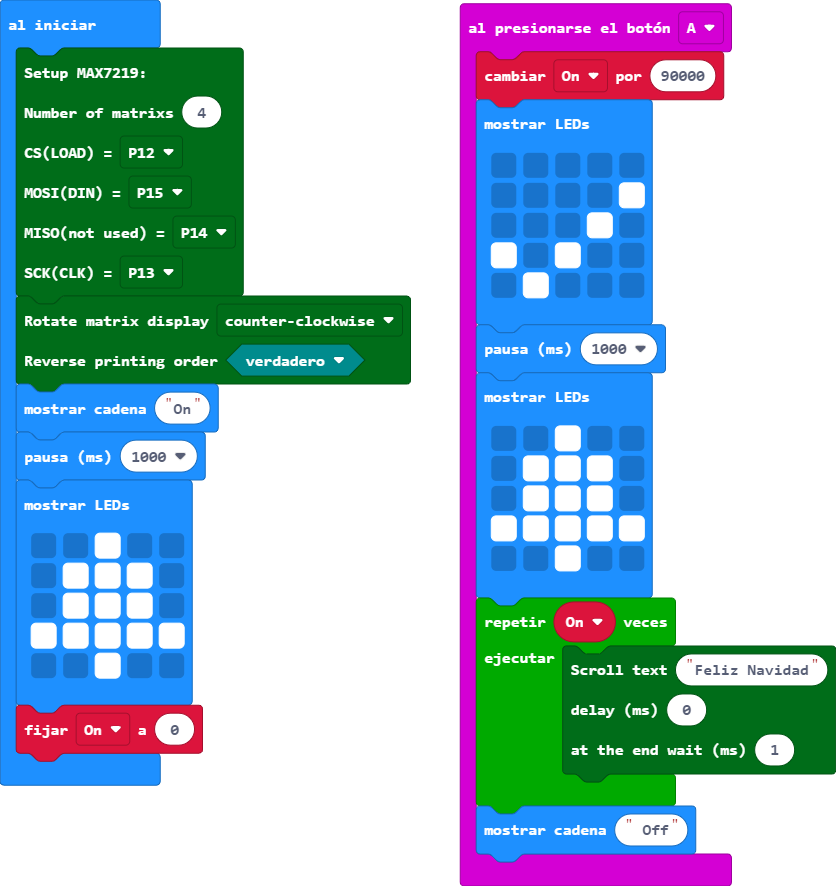 al iniciar
Setup MAX7219:
Number of matrixs 4
CS(LOAD) = P12
MOSI(DIN) = P15
MISO(not used) = P14
SCK(CLK) = P13
Rotate matrix display counter-clockwise
Reverse printing order verdadero
mostrar cadena "On"
pausa (ms) 1000
mostrar LEDs
fijar On a 0
al presionarse el botón A
cambiar On por 90000
mostrar LEDs
pausa (ms) 1000
mostrar LEDs
repetir On veces
ejecutar
Scroll text "Feliz Navidad"
delay (ms) 0
at the end wait (ms) 1
mostrar cadena " Off"